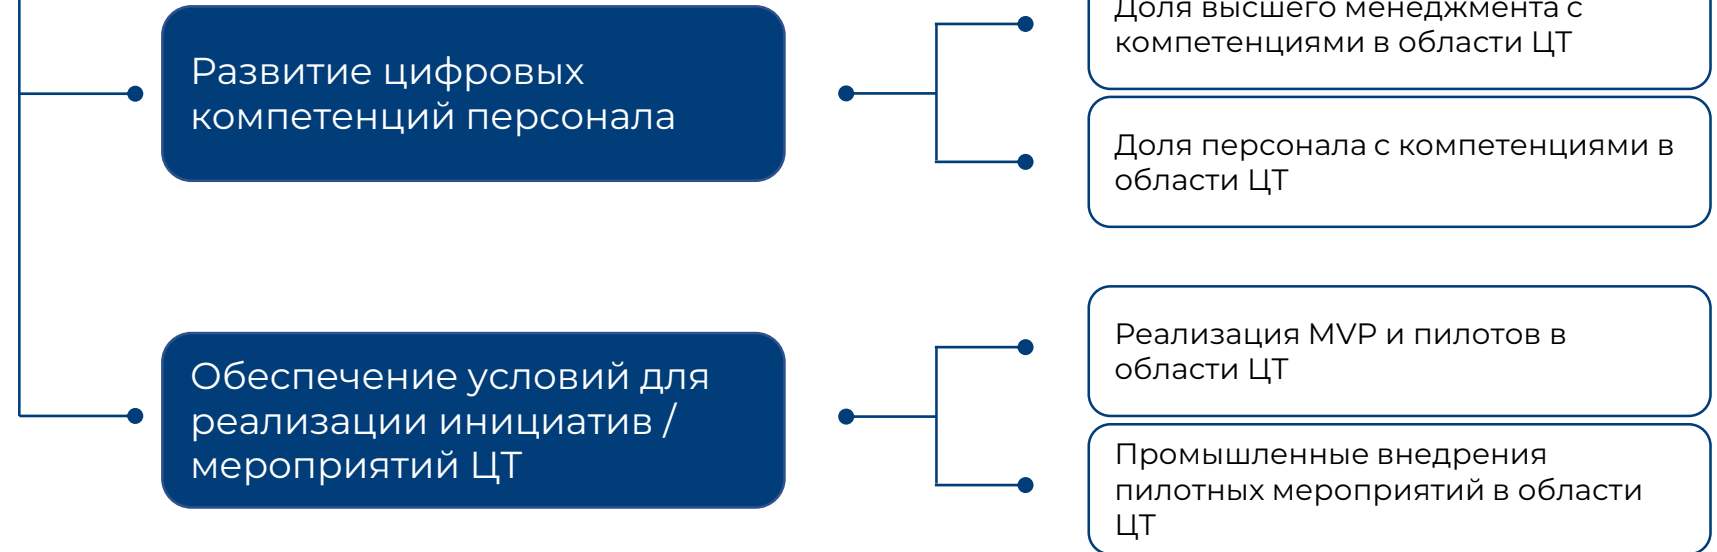 Доля высшего менеджмента с
компетенциями в области ЦТ
Развитие цифровых
компетенций персонала
Доля персонала с компетенциями в
области ЦТ
Реализация MVP и пилотов в
области ЦТ
Обеспечение условий для
реализации инициатив /
мероприятий ЦТ
Промышленные внедрения
пилотных мероприятий в области
ЦТ